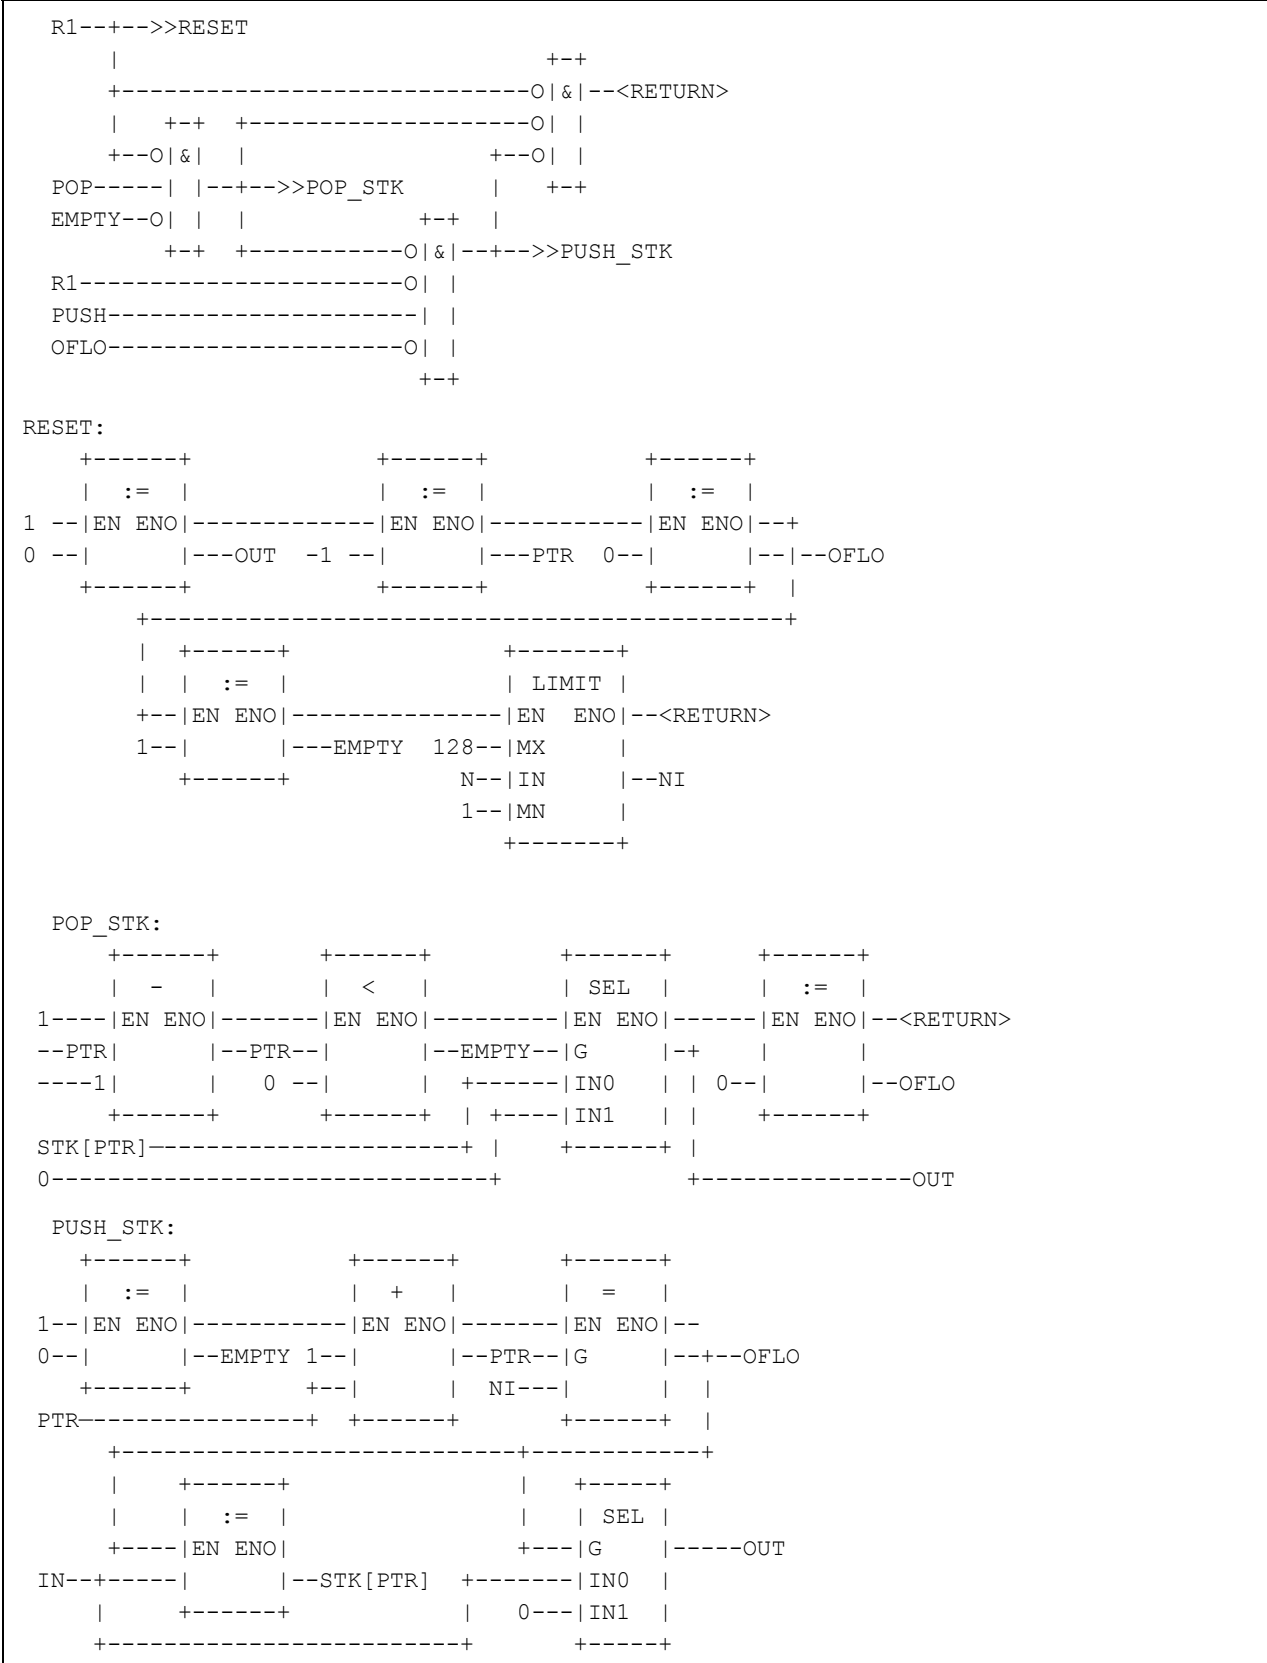 R1--+-->>RESET
    |                              +-+
    +-----------------------------O|&|--<RETURN>
    |   +-+  +--------------------O| |
    +--O|&|  |                 +--O| |
POP-----| |--+-->>POP_STK      |   +-+
EMPTY--O| |  |            +-+  |
        +-+  +-----------O|&|--+-->>PUSH_STK
R1-----------------------O| |
PUSH----------------------| |
OFLO---------------------O| |
                          +-+
RESET:
    +------+             +------+           +------+
    |  :=  |             |  :=  |           |  :=  |
1 --|EN ENO|-------------|EN ENO|-----------|EN ENO|--+
0 --|      |---OUT  -1 --|      |---PTR  0--|      |--|--OFLO
    +------+             +------+           +------+  |
        +---------------------------------------------+
        |  +------+               +-------+
        |  |  :=  |               | LIMIT |
        +--|EN ENO|---------------|EN  ENO|--<RETURN>
        1--|      |---EMPTY  128--|MX     |
           +------+            N--|IN     |--NI
                               1--|MN     |
                                  +-------+
POP_STK:
     +------+       +------+         +------+      +------+
     |  -   |       |  <   |         | SEL  |      |  :=  |
1----|EN ENO|-------|EN ENO|---------|EN ENO|------|EN ENO|--<RETURN>
--PTR|      |--PTR--|      |--EMPTY--|G     |-+    |      |
----1|      |   0 --|      |  +------|IN0   | | 0--|      |--OFLO
     +------+       +------+  | +----|IN1   | |    +------+
STK[PTR]----------------------+ |    +------+ |
0-------------------------------+             +---------------OUT
PUSH_STK:
   +------+           +------+       +------+
   |  :=  |           |  +   |       |  =   |
1--|EN ENO|-----------|EN ENO|-------|EN ENO|--
0--|      |--EMPTY 1--|      |--PTR--|G     |--+--OFLO
   +------+        +--|      |  NI---|      |  |
PTR----------------+  +------+       +------+  |
     +----------------------------+------------+
     |    +------+                |   +-----+
     |    |  :=  |                |   | SEL |
     +----|EN ENO|                +---|G    |-----OUT
IN--+-----|      |--STK[PTR]  +-------|IN0  |
    |     +------+            |   0---|IN1  |
    +-------------------------+       +-----+